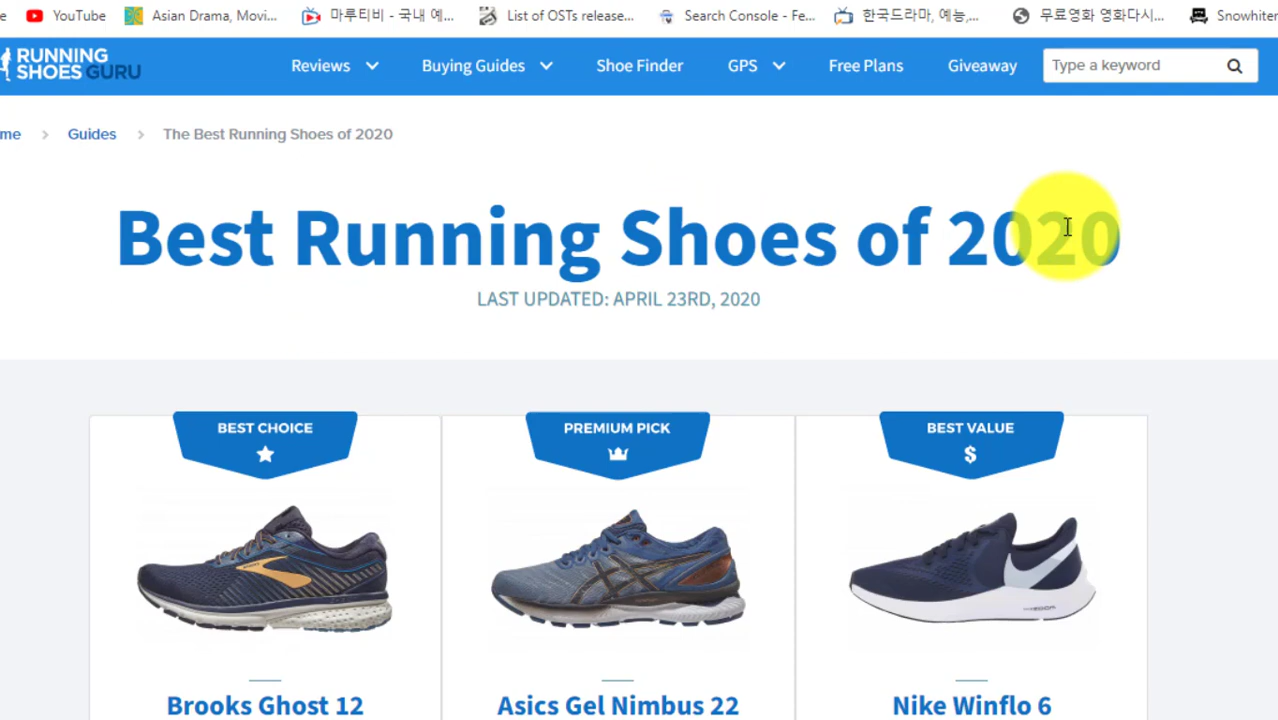 e YouTube Asian Drama, Movi... 마루티비 - 국내 예... List of OSTs release... Search Console - Fe... 한국드라마, 예능,... 무료영화 영화다시... Snowhiter
RUNNING
SHOES GURU
Reviews Buying Guides Shoe Finder GPS Free Plans Giveaway Type a keyword
me > Guides > The Best Running Shoes of 2020
Best Running Shoes of 2020
LAST UPDATED: APRIL 23RD, 2020
BEST CHOICE PREMIUM PICK BEST VALUE
$
Brooks Ghost 12 Asics Gel Nimbus 22 Nike Winflo 6